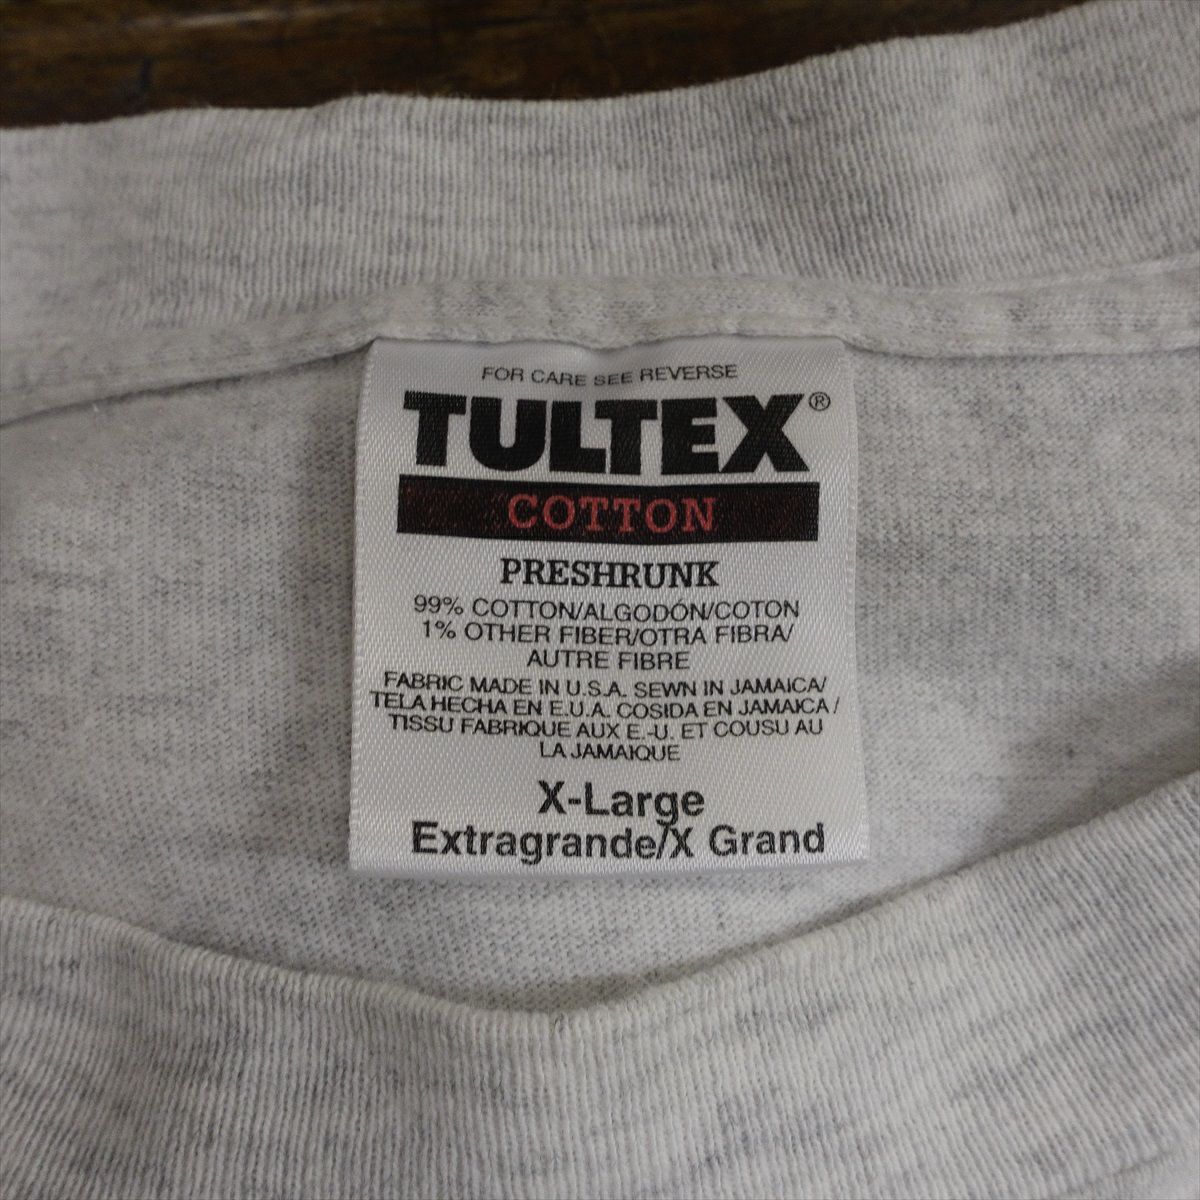 FOR CARE SEE REVERSE
TULTEX®
COTTON
PRESHRUNK
99% COTTON/ALGODÓN/COTON
1% OTHER FIBER/OTRA FIBRA/
AUTRE FIBRE
FABRIC MADE IN U.S.A. SEWN IN JAMAICA/
TELA HECHA EN E.U.A. COSIDA EN JAMAICA /
TISSU FABRIQUE AUX E.-U. ET COUSU AU
LA JAMAIQUE
X-Large
Extragrande/X Grand